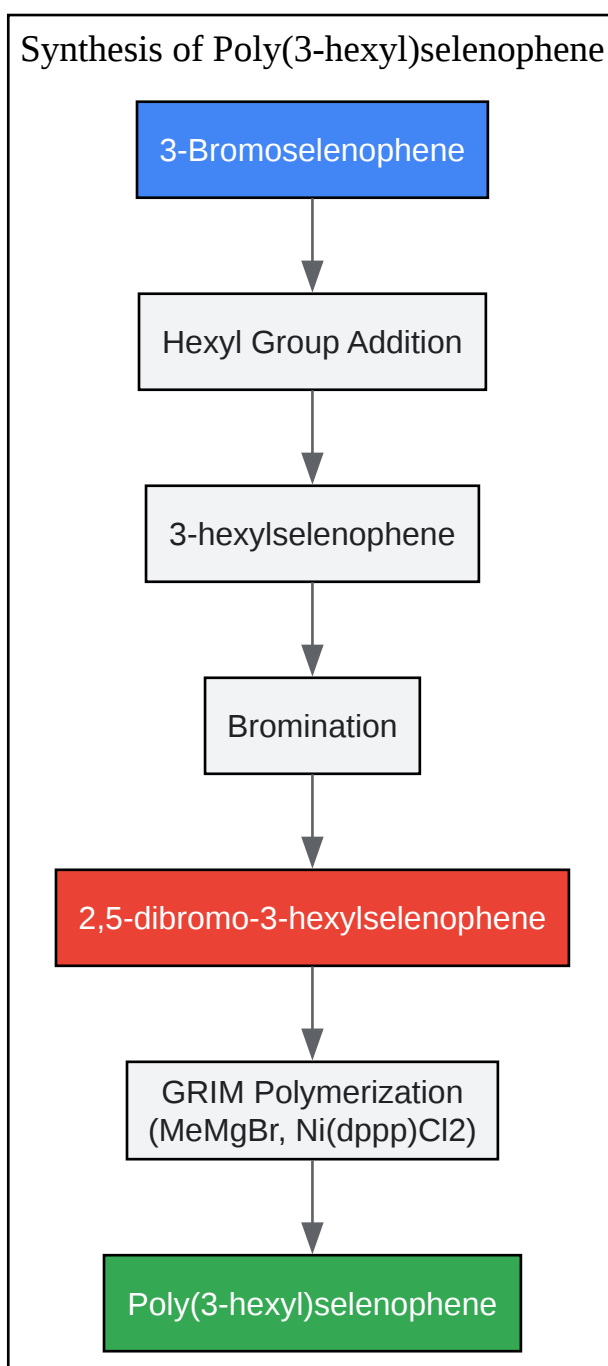 Synthesis of Poly(3-hexyl)selenophene
3-Bromoselenophene
Hexyl Group Addition
3-hexylselenophene
Bromination
2,5-dibromo-3-hexylselenophene
GRIM Polymerization
(MeMgBr, Ni(dppp)Cl2)
Poly(3-hexyl)selenophene